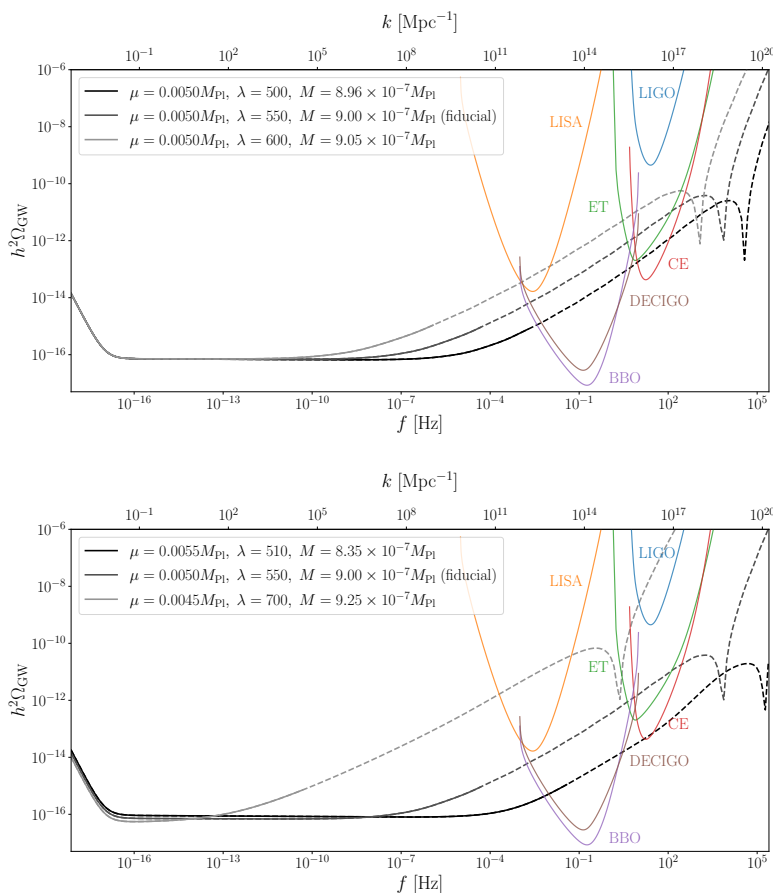 k [Mpc⁻¹]
10⁻¹ 10² 10⁵ 10⁸ 10¹¹ 10¹⁴ 10¹⁷ 10²⁰
10⁻⁶
μ = 0.0050M_Pl, λ = 500, M = 8.96 × 10⁻⁷M_Pl
μ = 0.0050M_Pl, λ = 550, M = 9.00 × 10⁻⁷M_Pl (fiducial)
μ = 0.0050M_Pl, λ = 600, M = 9.05 × 10⁻⁷M_Pl
LISA
LIGO
10⁻⁸
10⁻¹⁰
ET
h²Ω_GW
10⁻¹²
CE
10⁻¹⁴
DECIGO
10⁻¹⁶
BBO
10⁻¹⁶ 10⁻¹³ 10⁻¹⁰ 10⁻⁷ 10⁻⁴ 10⁻¹ 10² 10⁵
f [Hz]
k [Mpc⁻¹]
10⁻¹ 10² 10⁵ 10⁸ 10¹¹ 10¹⁴ 10¹⁷ 10²⁰
10⁻⁶
μ = 0.0055M_Pl, λ = 510, M = 8.35 × 10⁻⁷M_Pl
μ = 0.0050M_Pl, λ = 550, M = 9.00 × 10⁻⁷M_Pl (fiducial)
μ = 0.0045M_Pl, λ = 700, M = 9.25 × 10⁻⁷M_Pl
LISA
LIGO
10⁻⁸
10⁻¹⁰
ET
h²Ω_GW
10⁻¹²
CE
10⁻¹⁴
DECIGO
10⁻¹⁶
BBO
10⁻¹⁶ 10⁻¹³ 10⁻¹⁰ 10⁻⁷ 10⁻⁴ 10⁻¹ 10² 10⁵
f [Hz]